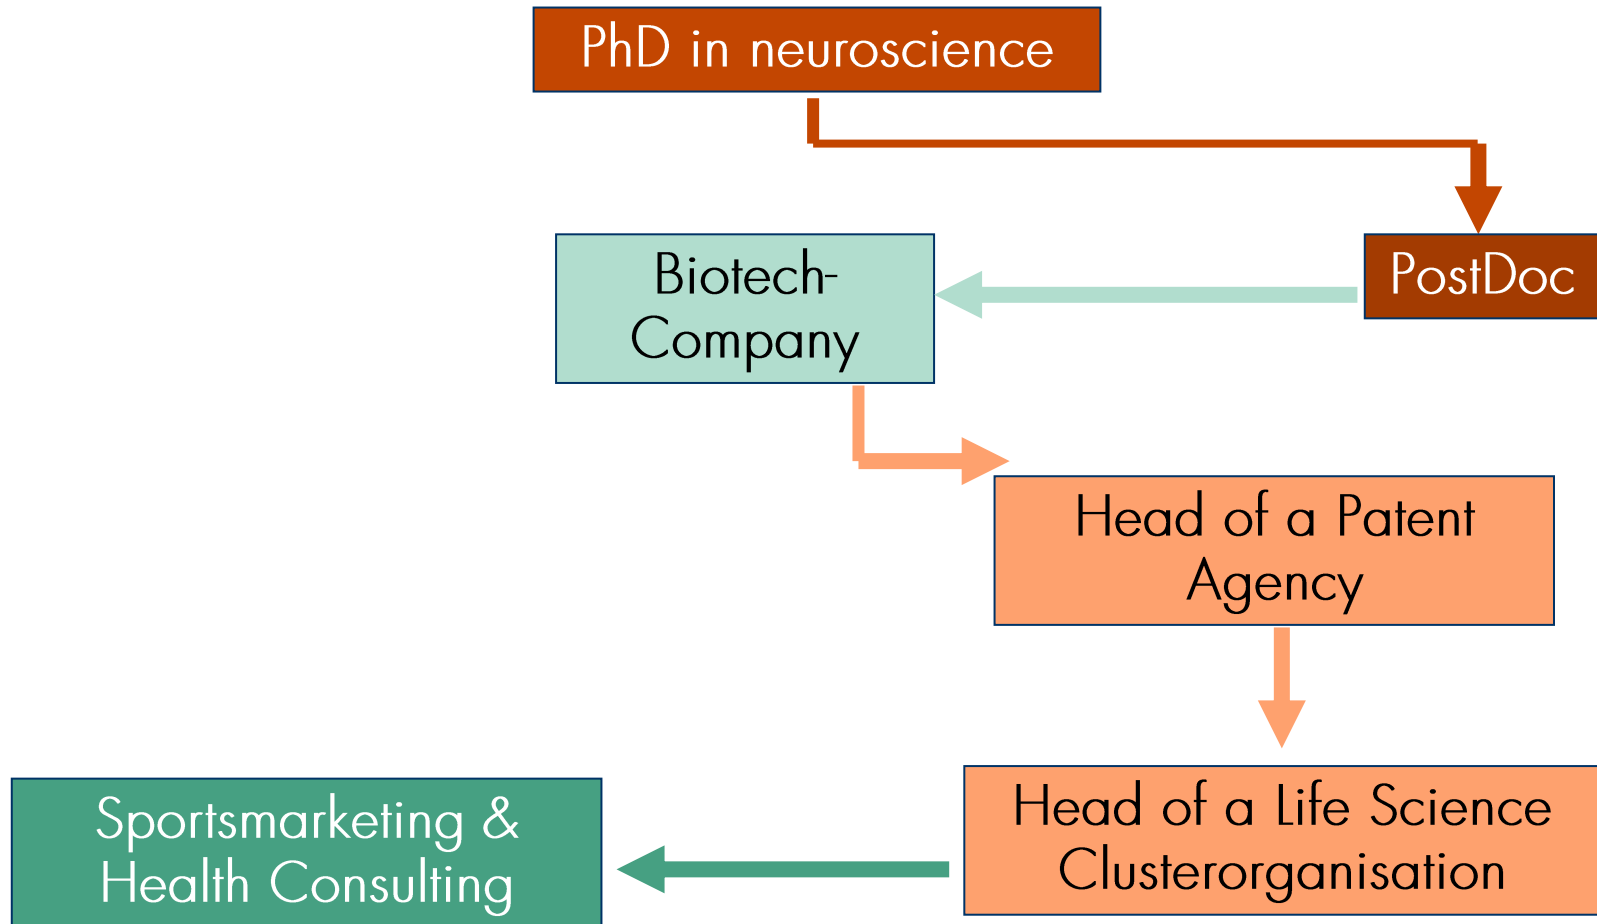 PhD in neuroscience
Biotech-
Company
PostDoc
Head of a Patent
Agency
Head of a Life Science
Clusterorganisation
Sportsmarketing &
Health Consulting